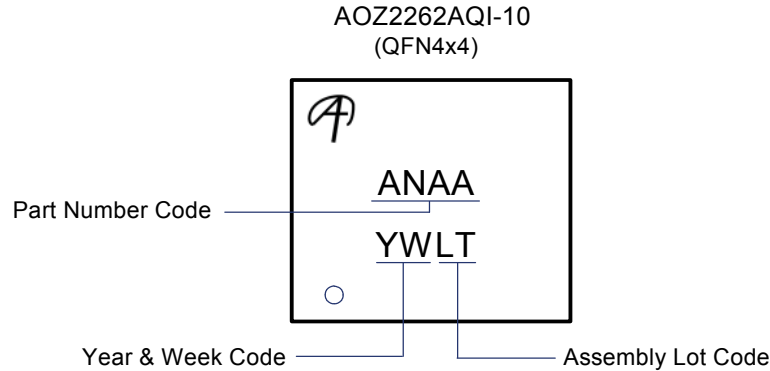 AOZ2262AQI-10
(QFN4x4)
ANAA
Part Number Code
YWLT
Year & Week Code
Assembly Lot Code